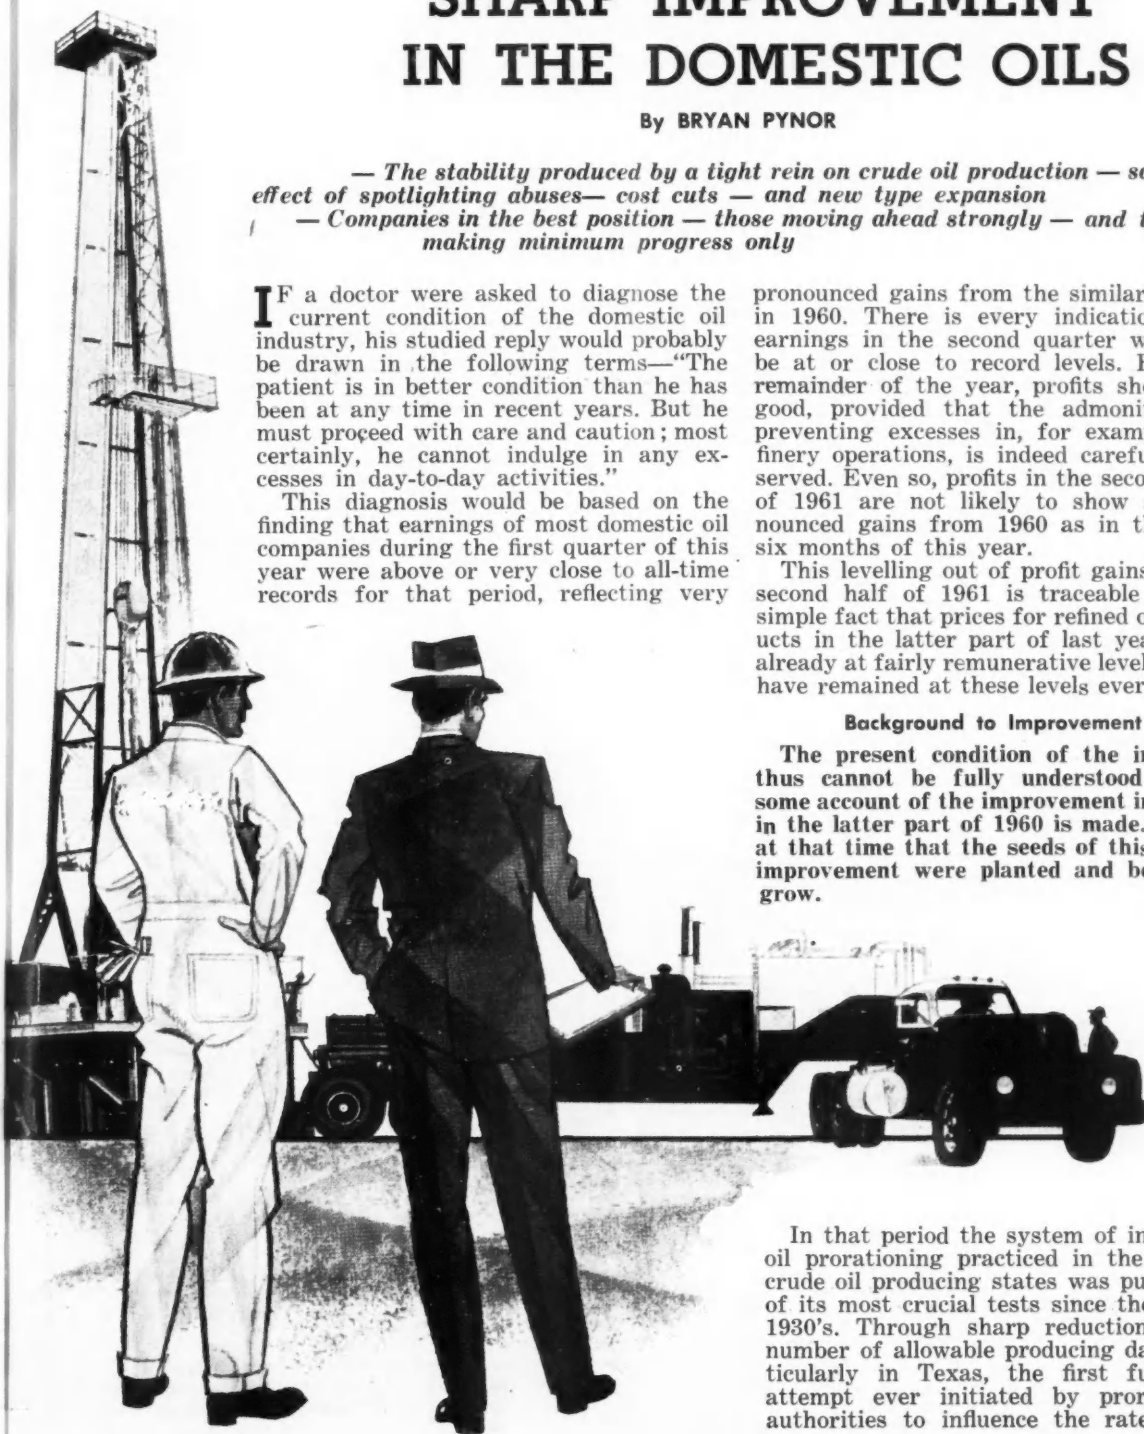 SHARP IMPROVEMENT
IN THE DOMESTIC OILS
By BRYAN PYNOR
— The stability produced by a tight rein on crude oil production —
effect of spotlighting abuses— cost cuts — and new type expansion
— Companies in the best position — those moving ahead strongly — and
making minimum progress only
IF a doctor were asked to diagnose the
current condition of the domestic oil
industry, his studied reply would probably
be drawn in the following terms—“The
patient is in better condition than he has
been at any time in recent years. But he
must proceed with care and caution; most
certainly, he cannot indulge in any ex-
cesses in day-to-day activities.”
This diagnosis would be based on the
finding that earnings of most domestic oil
companies during the first quarter of this
year were above or very close to all-time
records for that period, reflecting very
pronounced gains from the similar
in 1960. There is every
earnings in the second quarter
be at or close to record levels.
remainder of the year, profits
good, provided that the
preventing excesses in, for
finery operations, is indeed
served. Even so, profits in the
of 1961 are not likely to show
nounced gains from 1960 as in
six months of this year.
This levelling out of profit gains
second half of 1961 is traceable
simple fact that prices for refined
ucts in the latter part of last
already at fairly remunerative
have remained at these levels
Background to Improvement
The present condition of the
thus cannot be fully understood
some account of the improvement
in the latter part of 1960 is made.
at that time that the seeds of
improvement were planted and
grow.
In that period the system of
oil prorationing practiced in the
crude oil producing states was
of its most crucial tests since
1930's. Through sharp
number of allowable producing
ticularly in Texas, the first
attempt ever initiated by
authorities to influence the